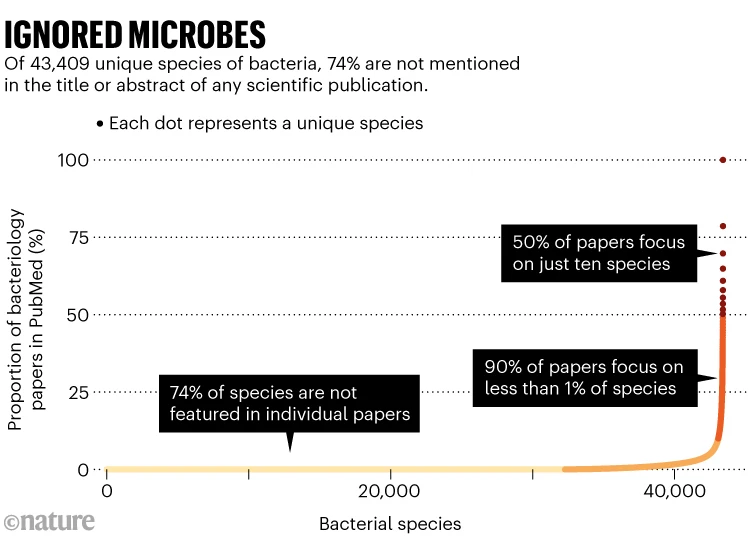 IGNORED MICROBES
Of 43,409 unique species of bacteria, 74% are not mentioned
in the title or abstract of any scientific publication.
• Each dot represents a unique species
Proportion of bacteriology
papers in PubMed (%)
100
75
50
25
0
50% of papers focus
on just ten species
90% of papers focus on
less than 1% of species
74% of species are not
featured in individual papers
0
20,000
40,000
Bacterial species
©nature